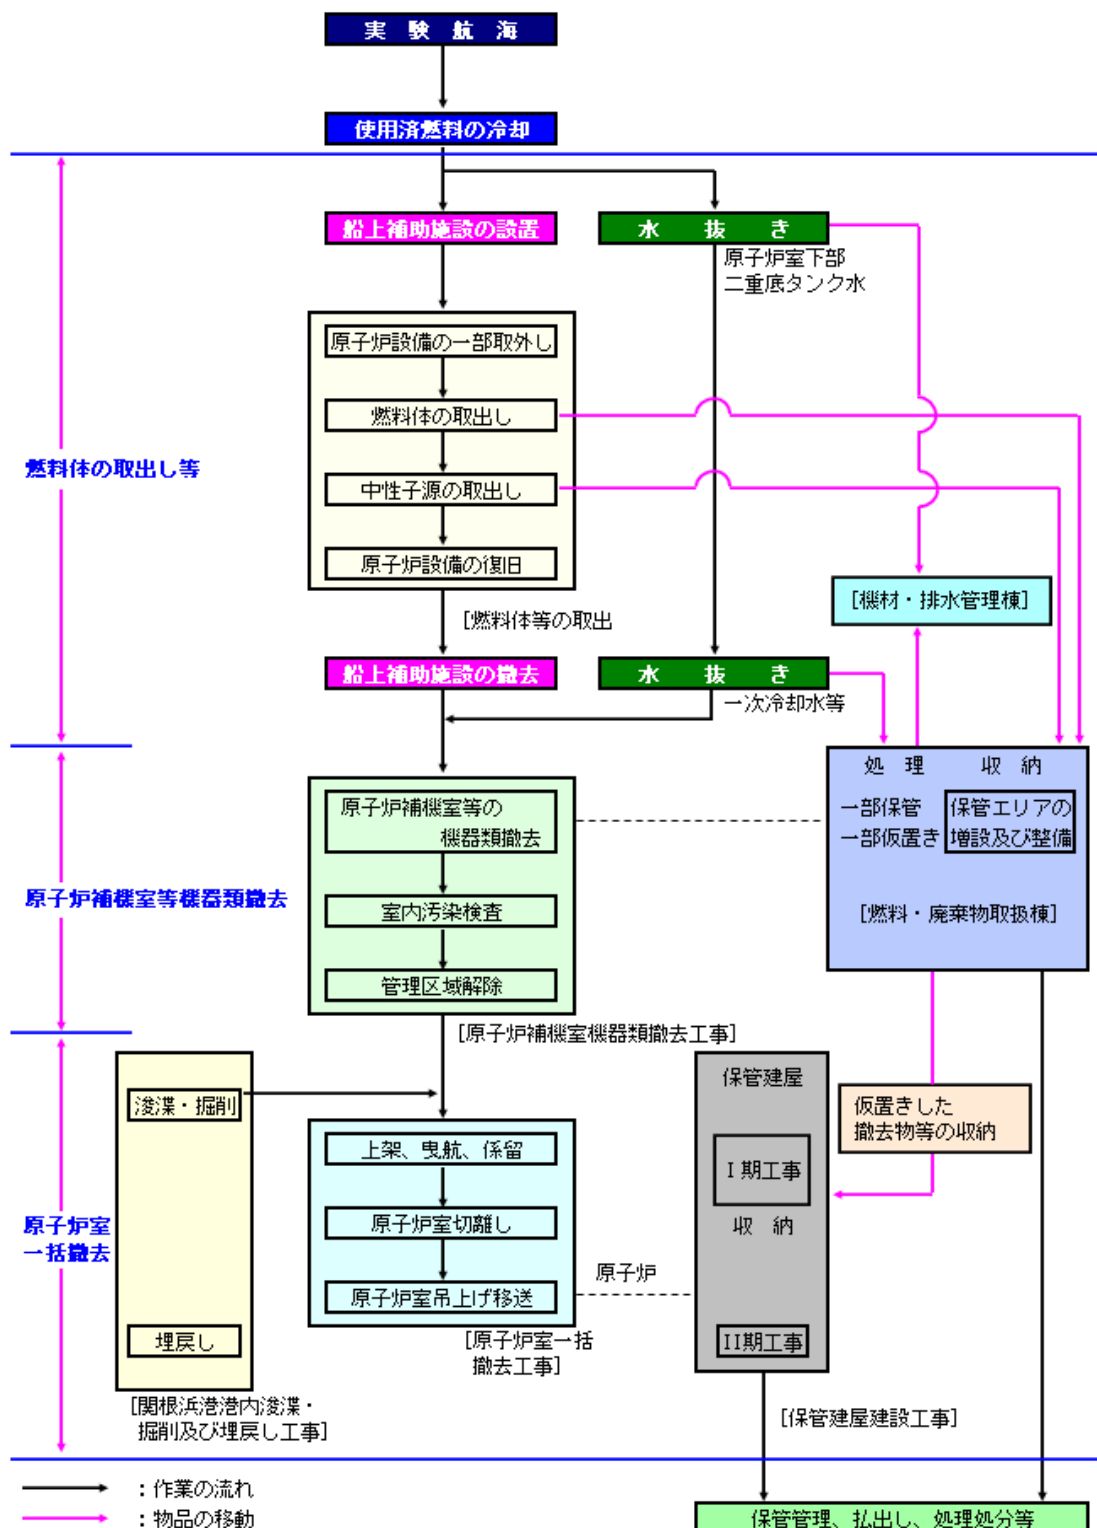 実験航海
使用済燃料の冷却
船上補助施設の設置
水抜き
原子炉室下部
二重底タンク水
原子炉設備の一部取外し
燃料体の取出し
中性子源の取出し
原子炉設備の復旧
燃料体の取出し等
[機材・排水管理棟]
[燃料体等の取出
船上補助施設の撤去
水抜き
一次冷却水等
処理
収納
一部保管
一部仮置き
保管エリアの
増設及び整備
[燃料・廃棄物取扱棟]
原子炉補機室等の
機器類撤去
室内汚染検査
管理区域解除
原子炉補機室等機器類撤去
[原子炉補機室機器類撤去工事]
浚渫・掘削
埋戻し
[関根浜港港内浚渫・
掘削及び埋戻し工事]
上架、曳航、係留
原子炉室切離し
原子炉室吊上げ移送
[原子炉室一括
撤去工事]
原子炉
原子炉室
一括撤去
保管建屋
I期工事
収納
II期工事
仮置きした
撤去物等の収納
[保管建屋建設工事]
：作業の流れ
：物品の移動
保管管理、払出し、処理処分等